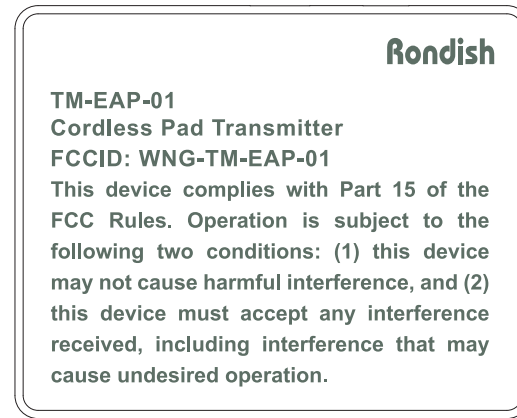 Rondish
TM-EAP-01
Cordless Pad Transmitter
FCCID: WNG-TM-EAP-01
This device complies with Part 15 of the
FCC Rules. Operation is subject to the
following two conditions: (1) this device
may not cause harmful interference, and (2)
this device must accept any interference
received, including interference that may
cause undesired operation.